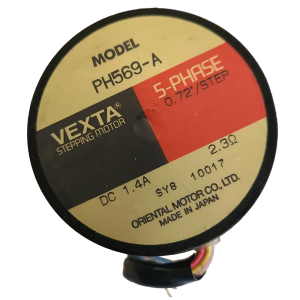 MODEL
PH569-A
5-PHASE
0.72°/STEP
VEXTA®
STEPPING MOTOR
DC 1.4A 2.3Ω
SY8 10017
ORIENTAL MOTOR CO., LTD.
MADE IN JAPAN